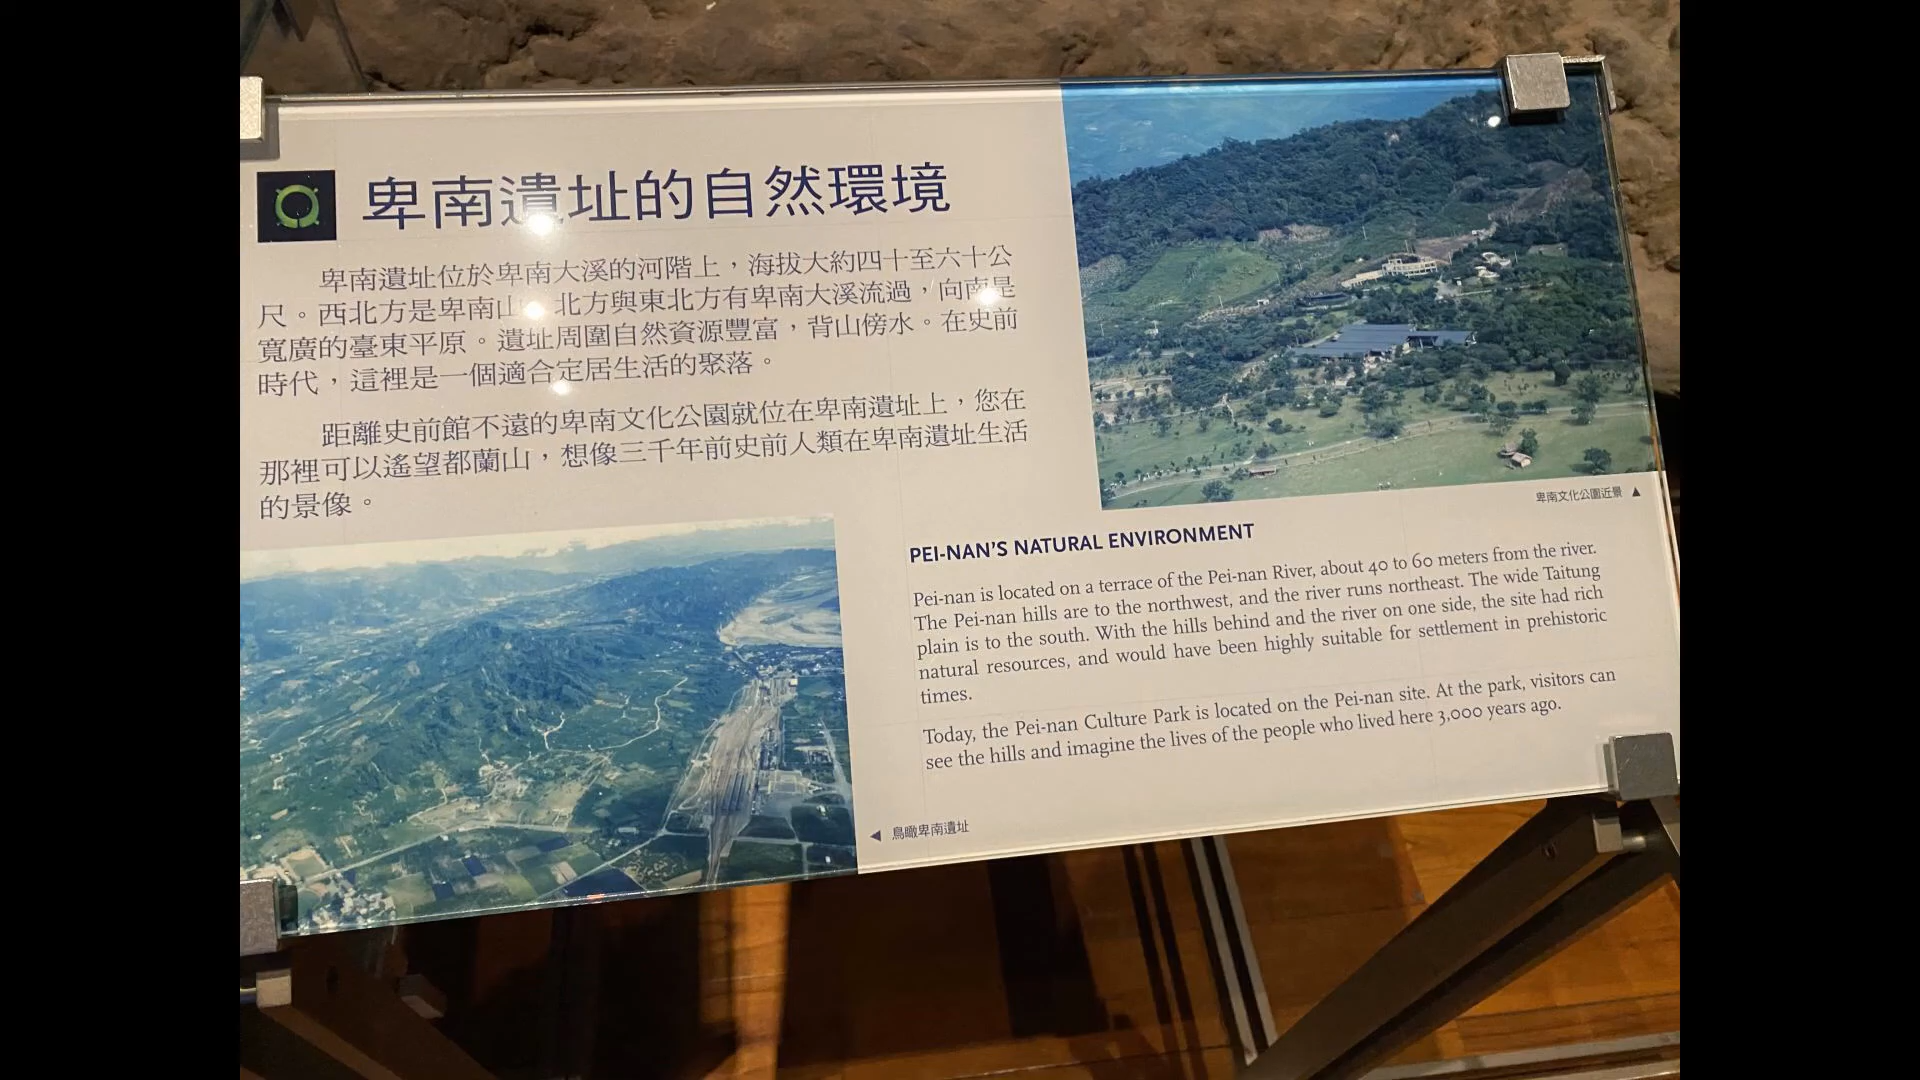 卑南遺址的自然環境
卑南遺址位於卑南大溪的河階上，海拔大約四十至六十公
尺。西北方是卑南山 北方與東北方有卑南大溪流過，向南是
寬廣的臺東平原。遺址周圍自然資源豐富，背山傍水。在史前
時代，這裡是一個適合定居生活的聚落。
距離史前館不遠的卑南文化公園就位在卑南遺址上，您在
那裡可以遙望都蘭山，想像三千年前史前人類在卑南遺址生活
的景像。
卑南文化公園近景 ▲
PEI-NAN'S NATURAL ENVIRONMENT
Pei-nan is located on a terrace of the Pei-nan River, about 40 to 60 meters from the river.
The Pei-nan hills are to the northwest, and the river runs northeast. The wide Taitung
plain is to the south. With the hills behind and the river on one side, the site had rich
natural resources, and would have been highly suitable for settlement in prehistoric
times.
Today, the Pei-nan Culture Park is located on the Pei-nan site. At the park, visitors can
see the hills and imagine the lives of the people who lived here 3,000 years ago.
◀ 鳥瞰卑南遺址